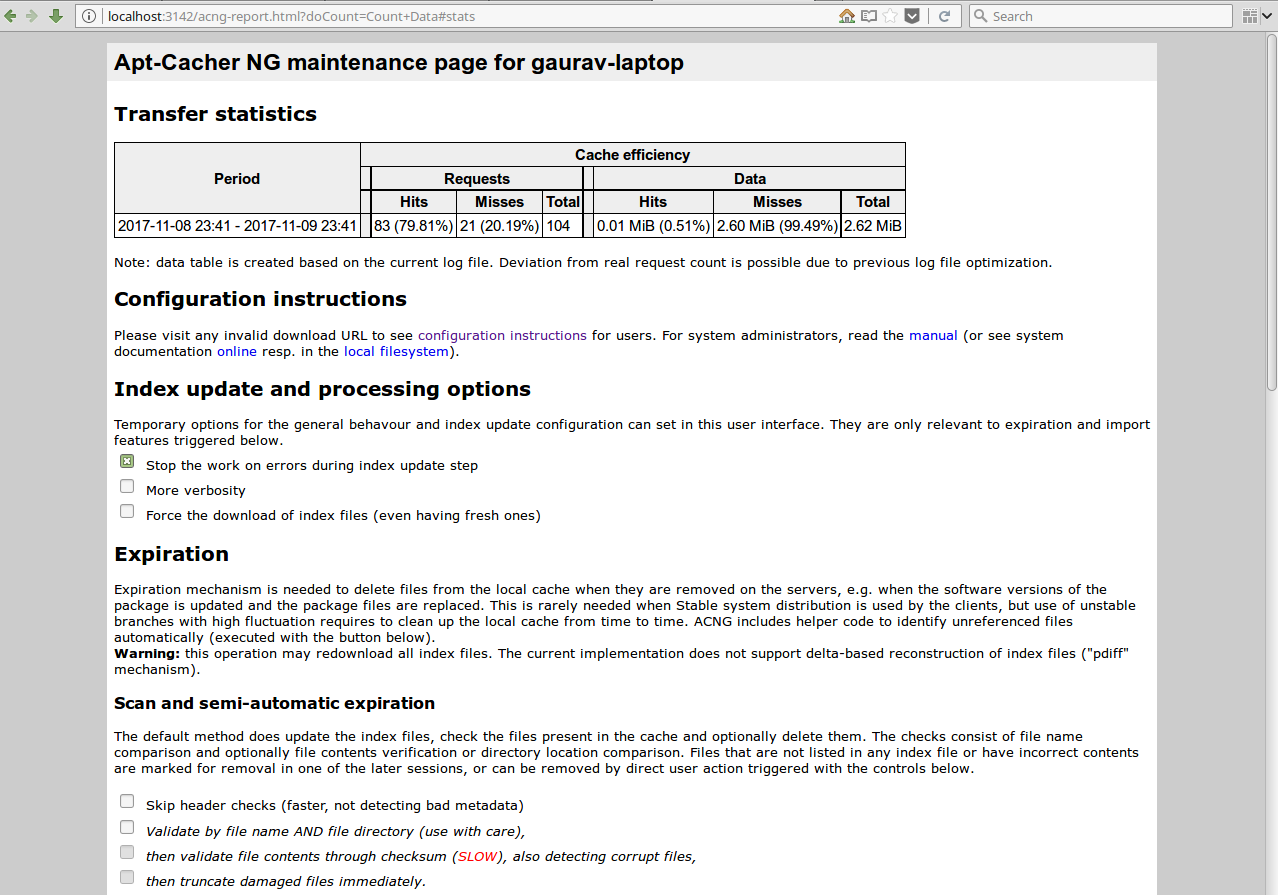 localhost:3142/acng-report.html?doCount=Count+Data#stats
Search
Apt-Cacher NG maintenance page for gaurav-laptop
Transfer statistics
Period
Cache efficiency
Requests Data
Hits Misses Total Hits Misses Total
2017-11-08 23:41 - 2017-11-09 23:41 83 (79.81%) 21 (20.19%) 104 0.01 MiB (0.51%) 2.60 MiB (99.49%) 2.62 MiB
Note: data table is created based on the current log file. Deviation from real request count is possible due to previous log file optimization.
Configuration instructions
Please visit any invalid download URL to see configuration instructions for users. For system administrators, read the manual (or see system
documentation online resp. in the local filesystem).
Index update and processing options
Temporary options for the general behavour and index update configuration can set in this user interface. They are only relevant to expiration and import
features triggered below.
Stop the work on errors during index update step
More verbosity
Force the download of index files (even having fresh ones)
Expiration
Expiration mechanism is needed to delete files from the local cache when they are removed on the servers, e.g. when the software versions of the
package is updated and the package files are replaced. This is rarely needed when Stable system distribution is used by the clients, but use of unstable
branches with high fluctuation requires to clean up the local cache from time to time. ACNG includes helper code to identify unreferenced files
automatically (executed with the button below).
Warning: this operation may redownload all index files. The current implementation does not support delta-based reconstruction of index files ("pdiff"
mechanism).
Scan and semi-automatic expiration
The default method does update the index files, check the files present in the cache and optionally delete them. The checks consist of file name
comparison and optionally file contents verification or directory location comparison. Files that are not listed in any index file or have incorrect contents
are marked for removal in one of the later sessions, or can be removed by direct user action triggered with the controls below.
Skip header checks (faster, not detecting bad metadata)
Validate by file name AND file directory (use with care),
then validate file contents through checksum (SLOW), also detecting corrupt files,
then truncate damaged files immediately.